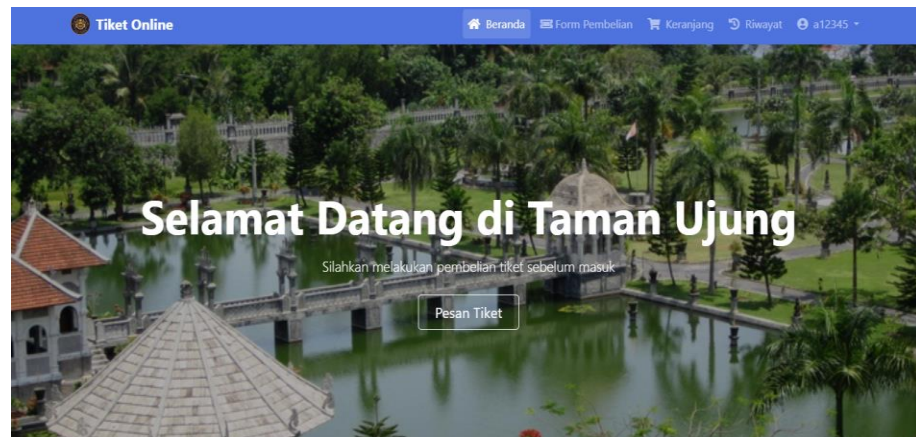 Tiket Online
Beranda
Form Pembelian
Keranjang
Riwayat
a12345
Selamat Datang di Taman Ujung
Silahkan melakukan pembelian tiket sebelum masuk
Pesan Tiket